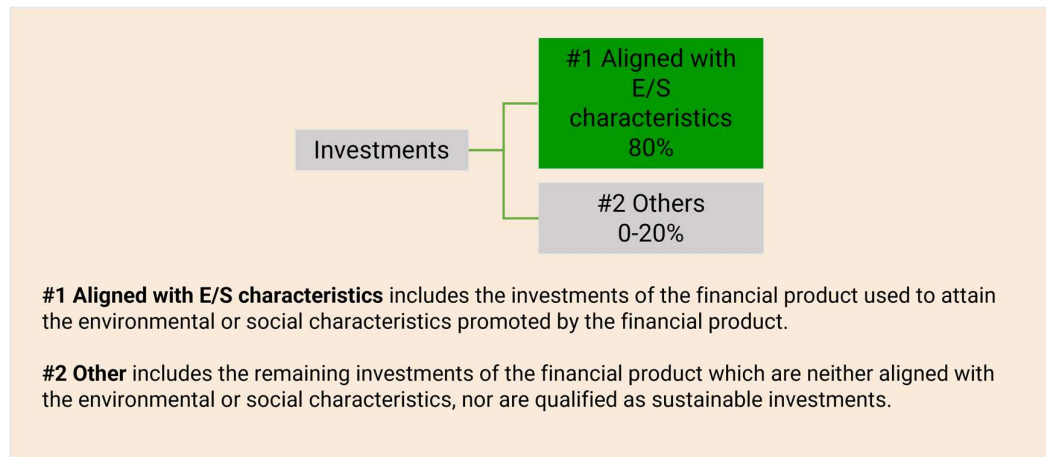 #1 Aligned with
E/S
characteristics
80%
Investments
#2 Others
0-20%
#1 Aligned with E/S characteristics includes the investments of the financial product used to attain
the environmental or social characteristics promoted by the financial product.
#2 Other includes the remaining investments of the financial product which are neither aligned with
the environmental or social characteristics, nor are qualified as sustainable investments.